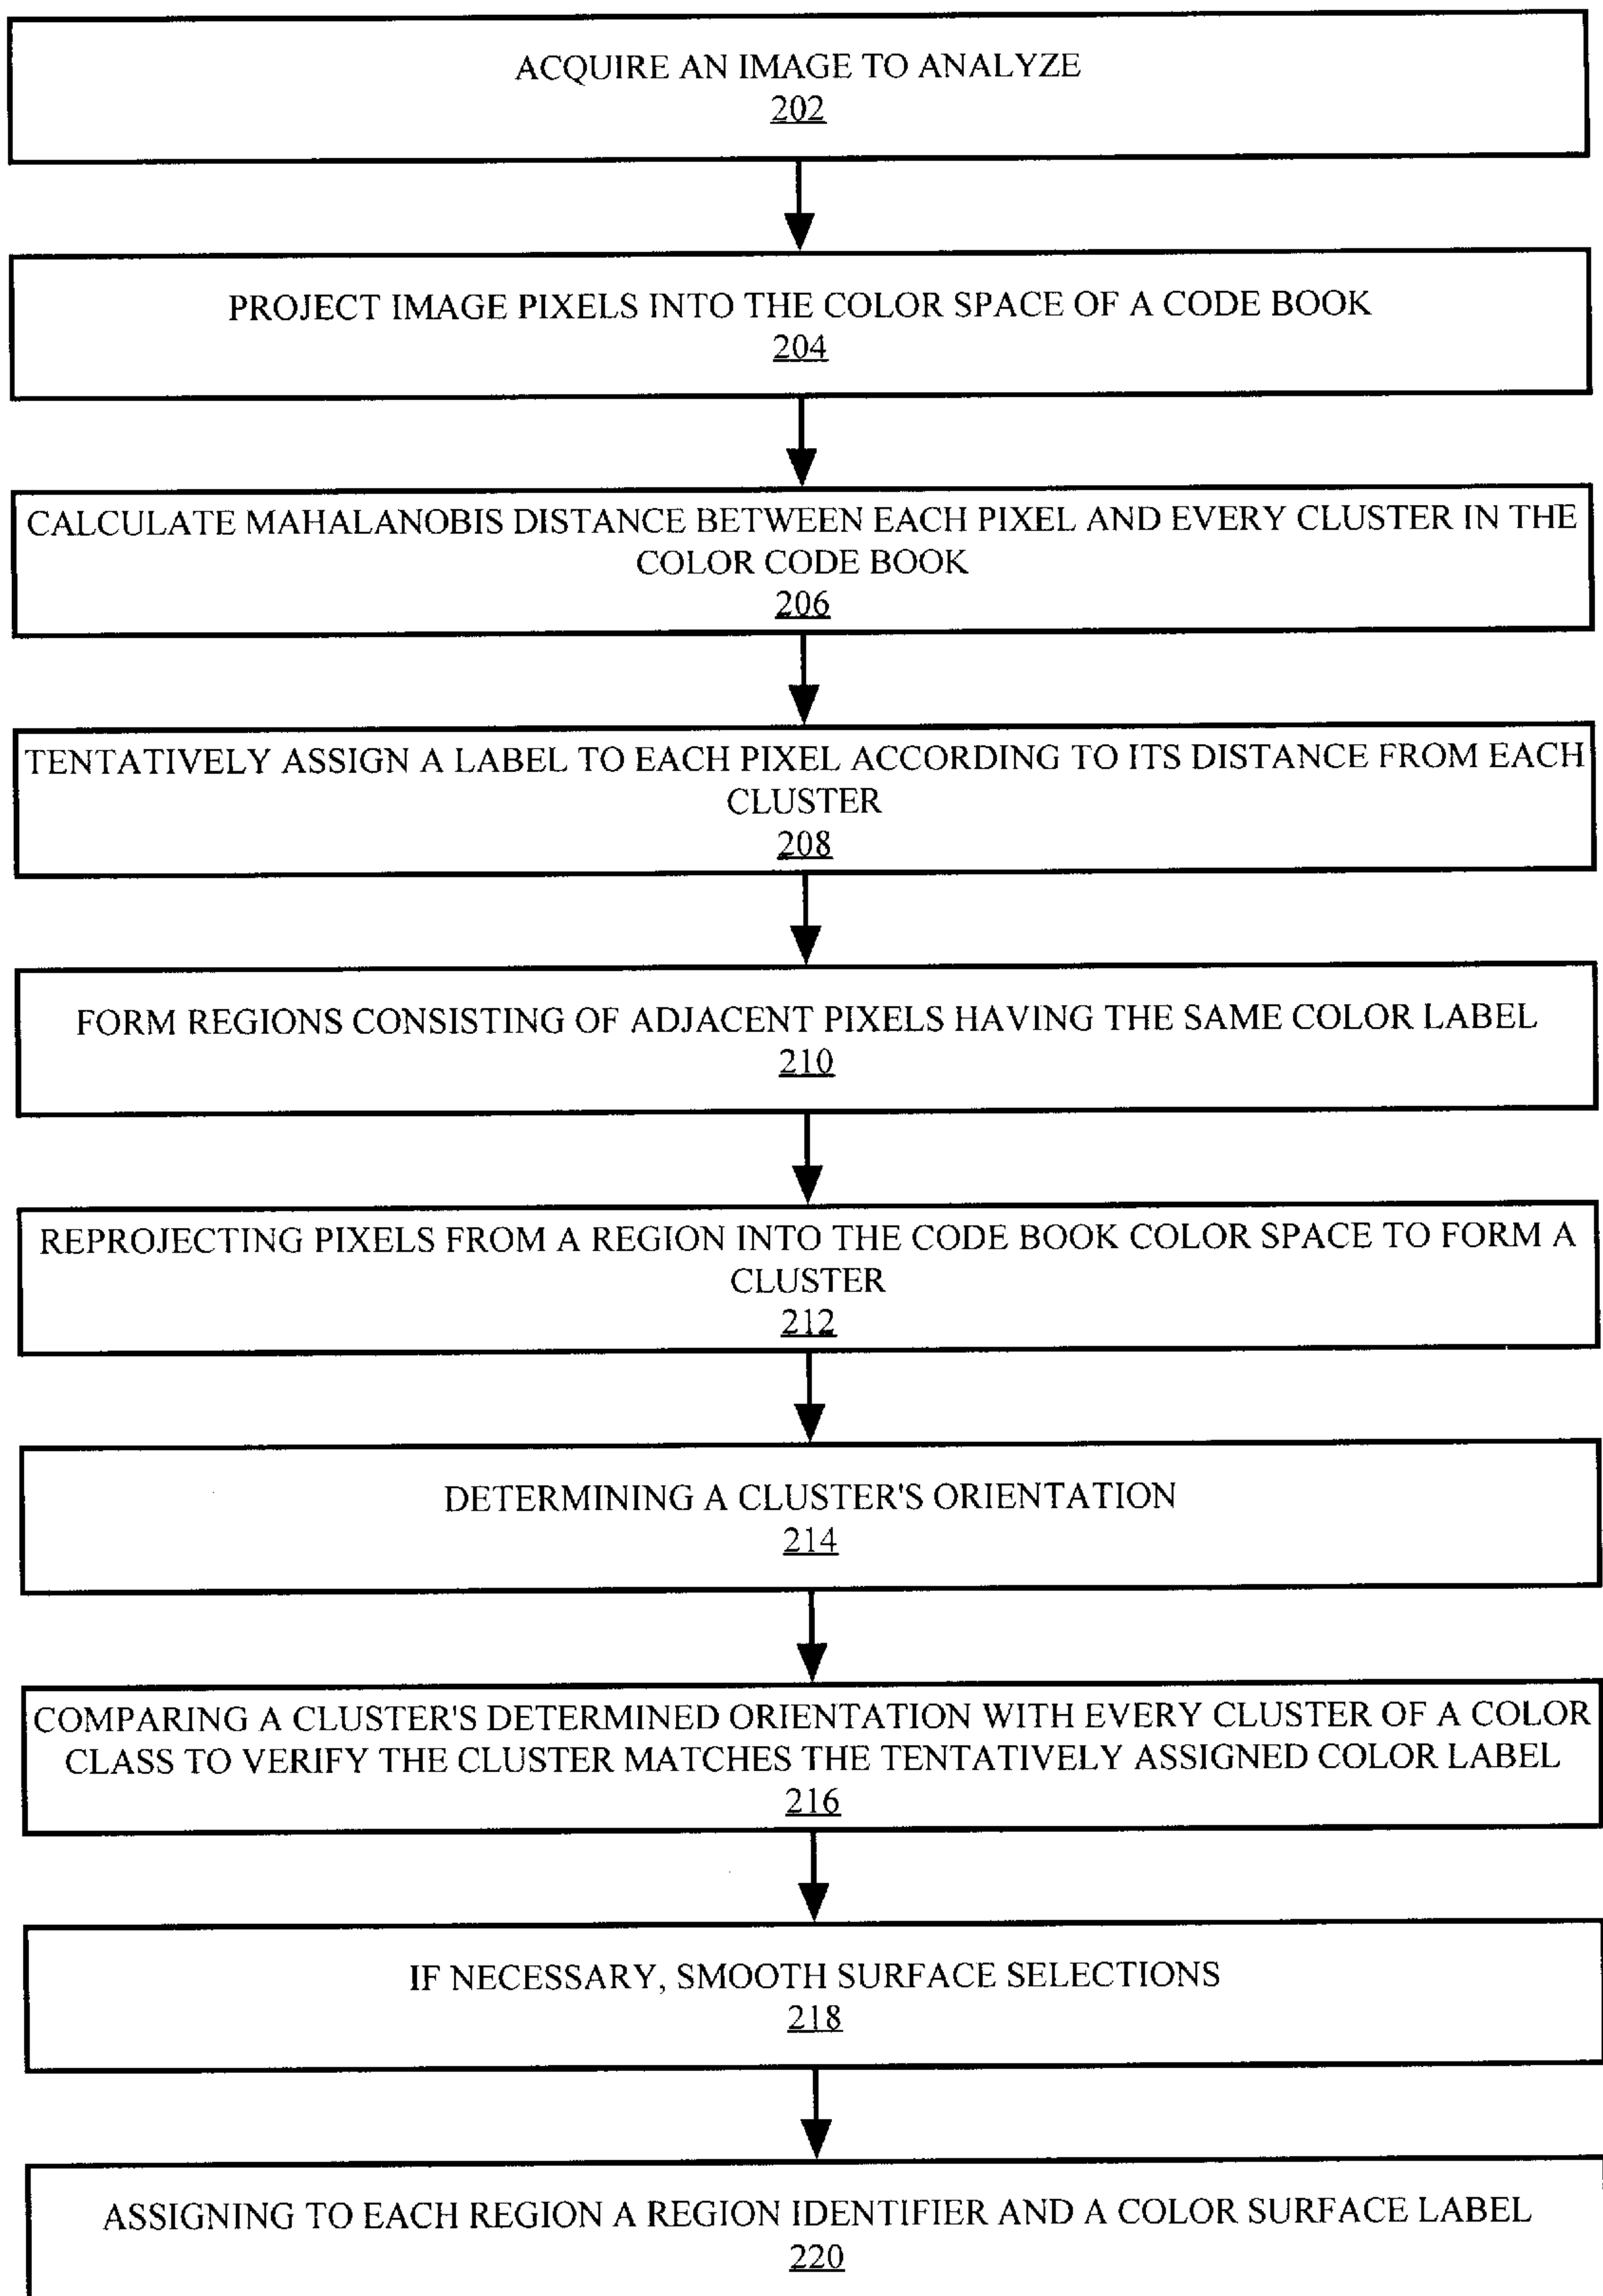 ACQUIRE AN IMAGE TO ANALYZE
202
PROJECT IMAGE PIXELS INTO THE COLOR SPACE OF A CODE BOOK
204
CALCULATE MAHALANOBIS DISTANCE BETWEEN EACH PIXEL AND EVERY CLUSTER IN THE
COLOR CODE BOOK
206
TENTATIVELY ASSIGN A LABEL TO EACH PIXEL ACCORDING TO ITS DISTANCE FROM EACH
CLUSTER
208
FORM REGIONS CONSISTING OF ADJACENT PIXELS HAVING THE SAME COLOR LABEL
210
REPROJECTING PIXELS FROM A REGION INTO THE CODE BOOK COLOR SPACE TO FORM A
CLUSTER
212
DETERMINING A CLUSTER'S ORIENTATION
214
COMPARING A CLUSTER'S DETERMINED ORIENTATION WITH EVERY CLUSTER OF A COLOR
CLASS TO VERIFY THE CLUSTER MATCHES THE TENTATIVELY ASSIGNED COLOR LABEL
216
IF NECESSARY, SMOOTH SURFACE SELECTIONS
218
ASSIGNING TO EACH REGION A REGION IDENTIFIER AND A COLOR SURFACE LABEL
220